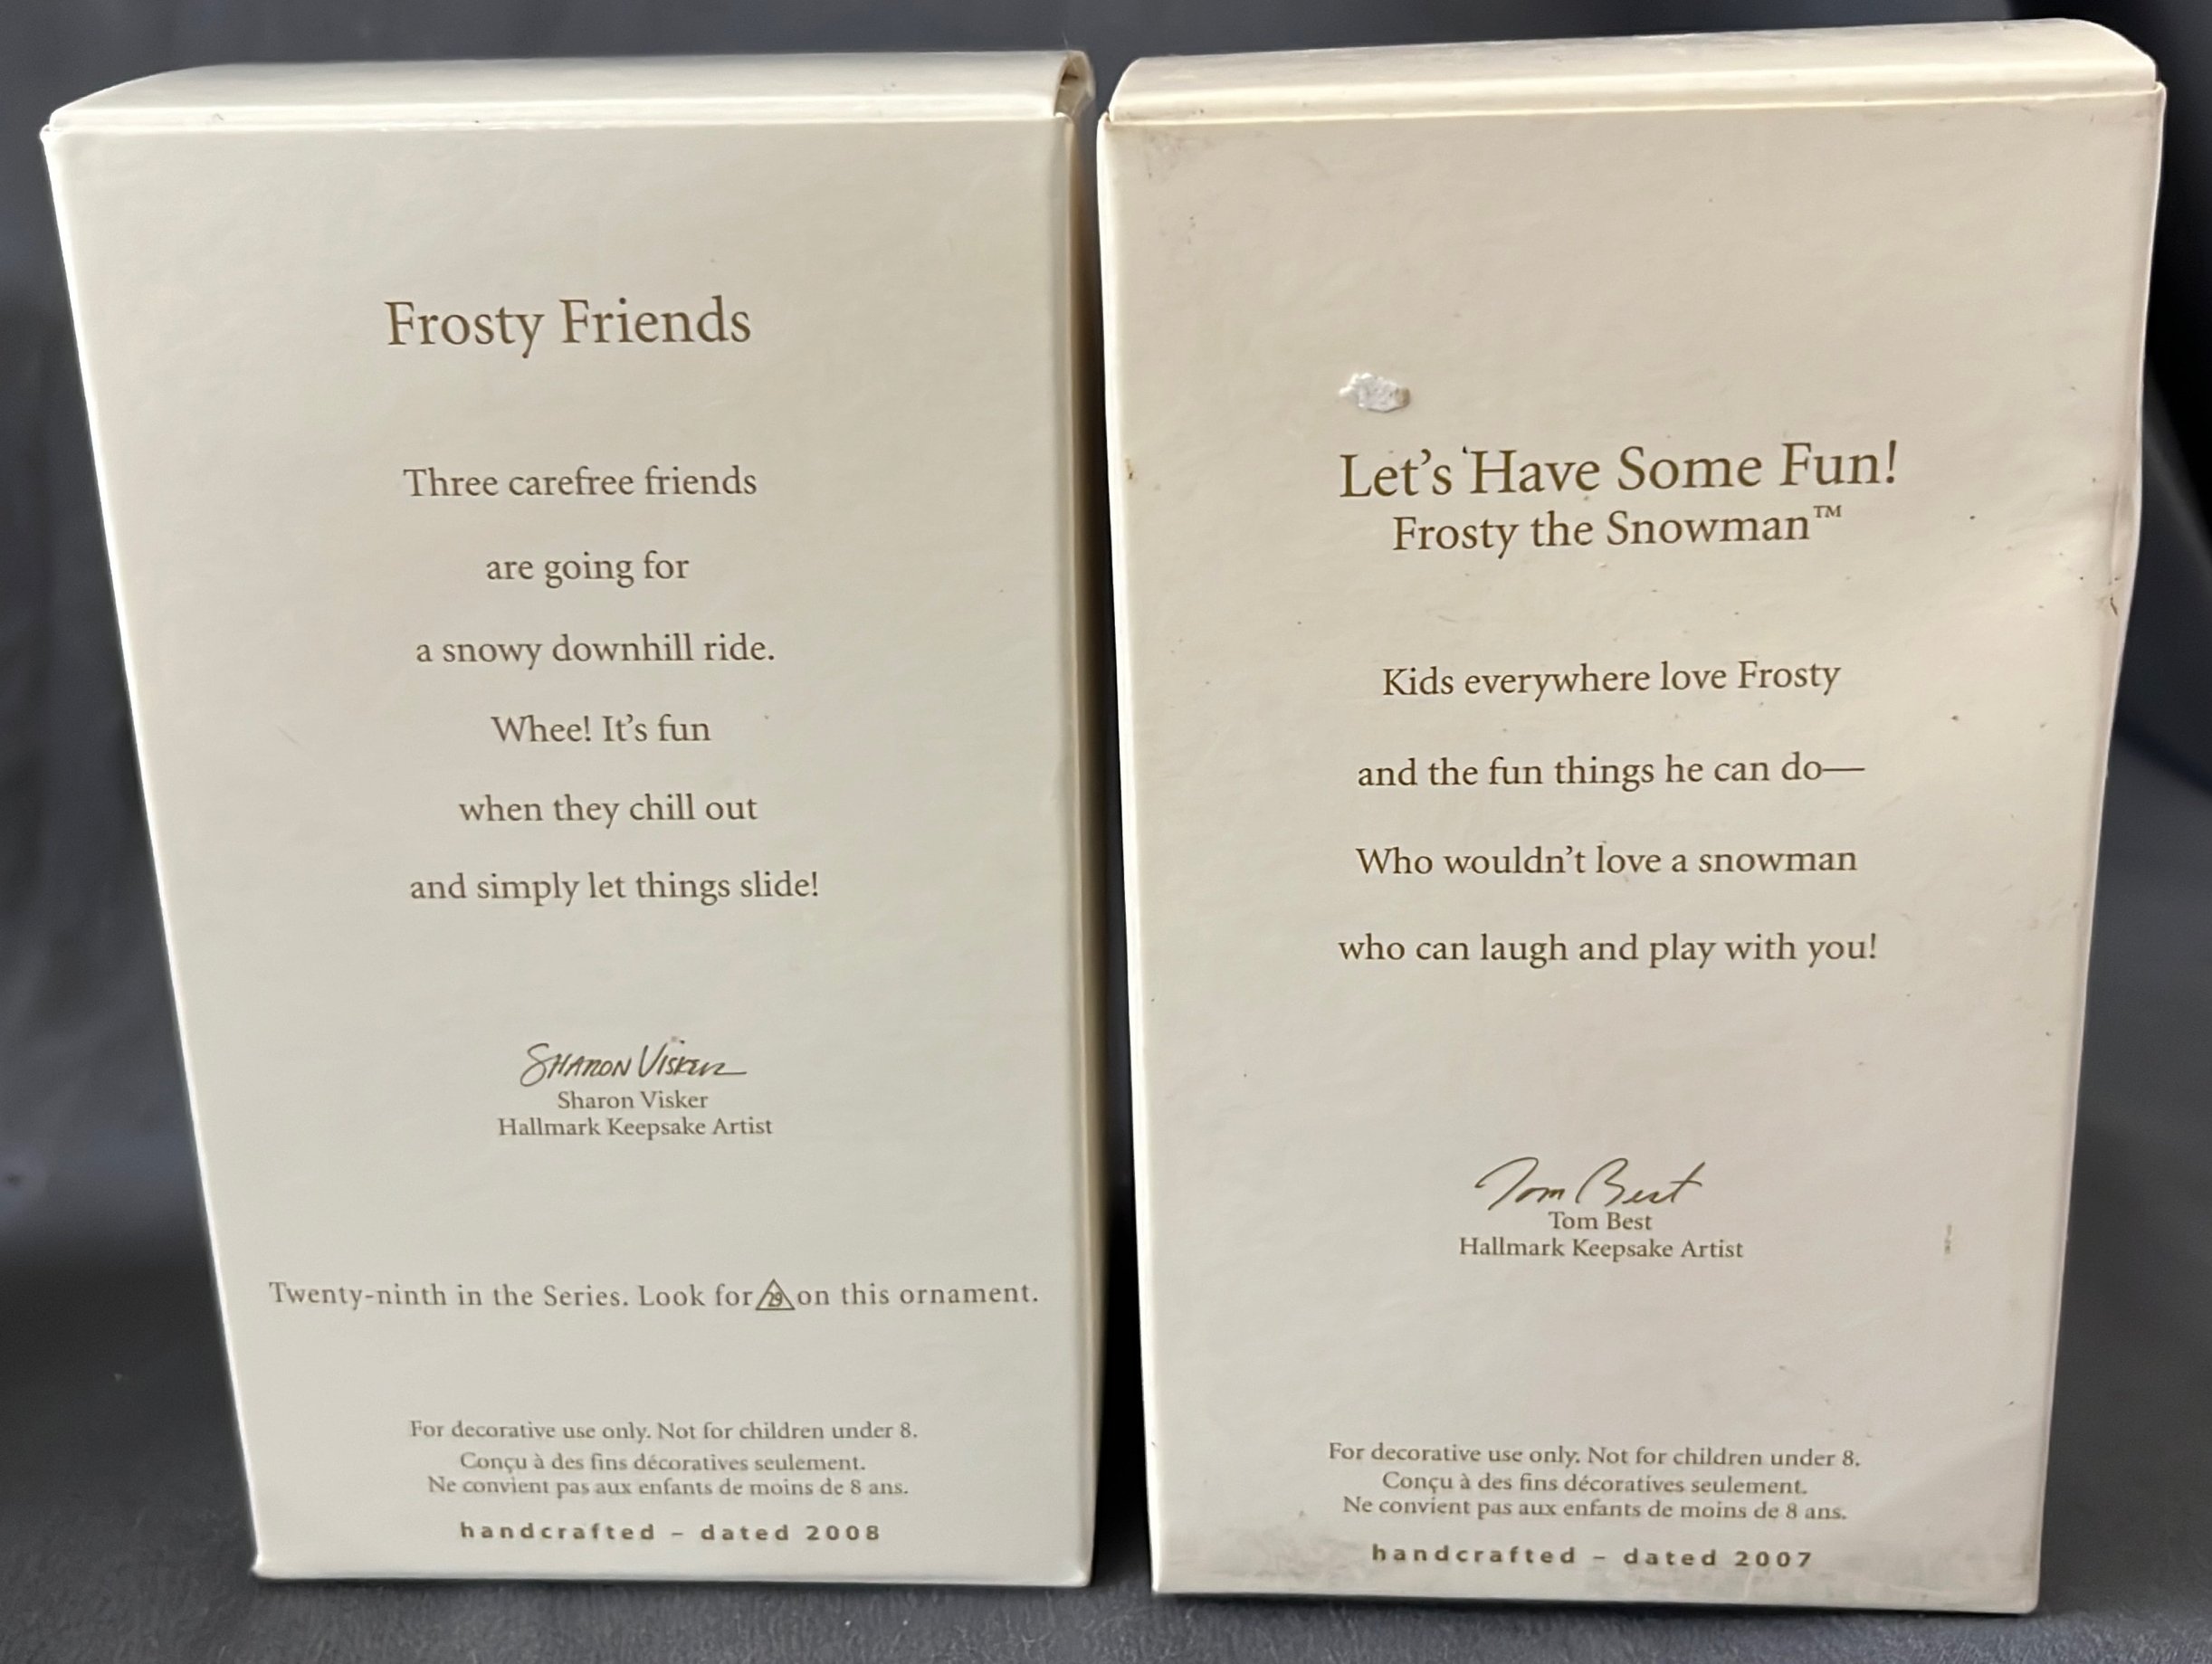 Frosty Friends
Three carefree friends
are going for
a snowy downhill ride.
Whee! It's fun
when they chill out
and simply let things slide!
Sharon Visker
Sharon Visker
Hallmark Keepsake Artist
Twenty-ninth in the Series. Look for 29 on this ornament.
For decorative use only. Not for children under 8.
Conçu à des fins décoratives seulement.
Ne convient pas aux enfants de moins de 8 ans.
handcrafted – dated 2008
Let's Have Some Fun!
Frosty the Snowman™
Kids everywhere love Frosty
and the fun things he can do—
Who wouldn't love a snowman
who can laugh and play with you!
Tom Best
Tom Best
Hallmark Keepsake Artist
For decorative use only. Not for children under 8.
Conçu à des fins décoratives seulement.
Ne convient pas aux enfants de moins de 8 ans.
handcrafted – dated 2007